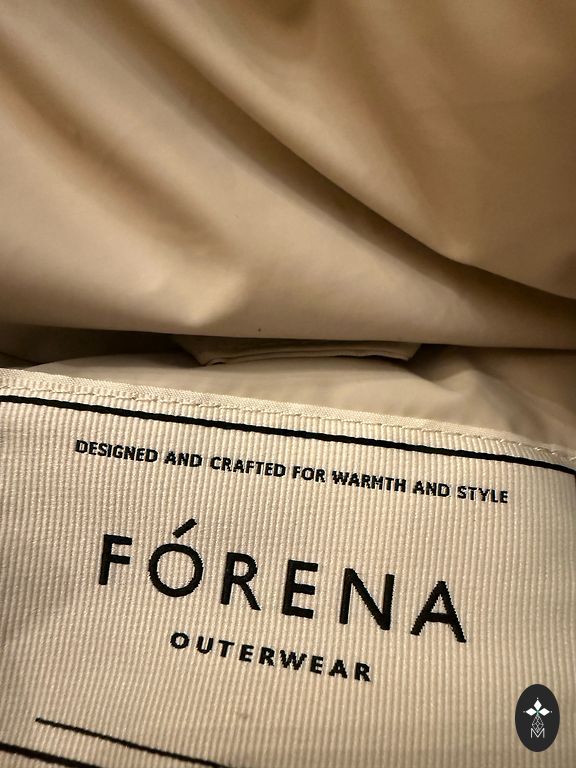 DESIGNED AND CRAFTED FOR WARMTH AND STYLE
FÓRENA
OUTERWEAR
M